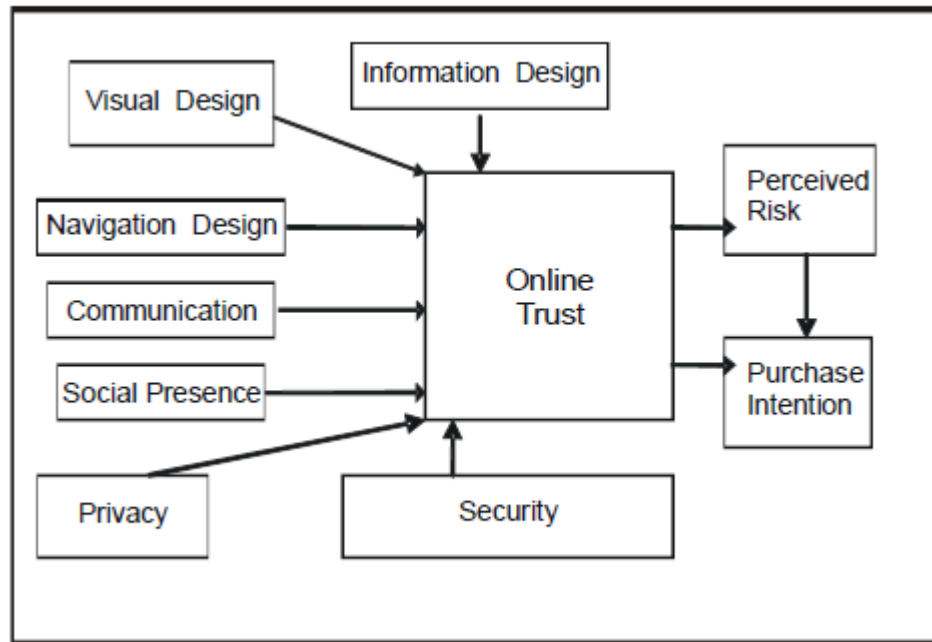 Information Design
Visual Design
Perceived
Risk
Navigation Design
Online
Trust
Communication
Purchase
Intention
Social Presence
Privacy
Security